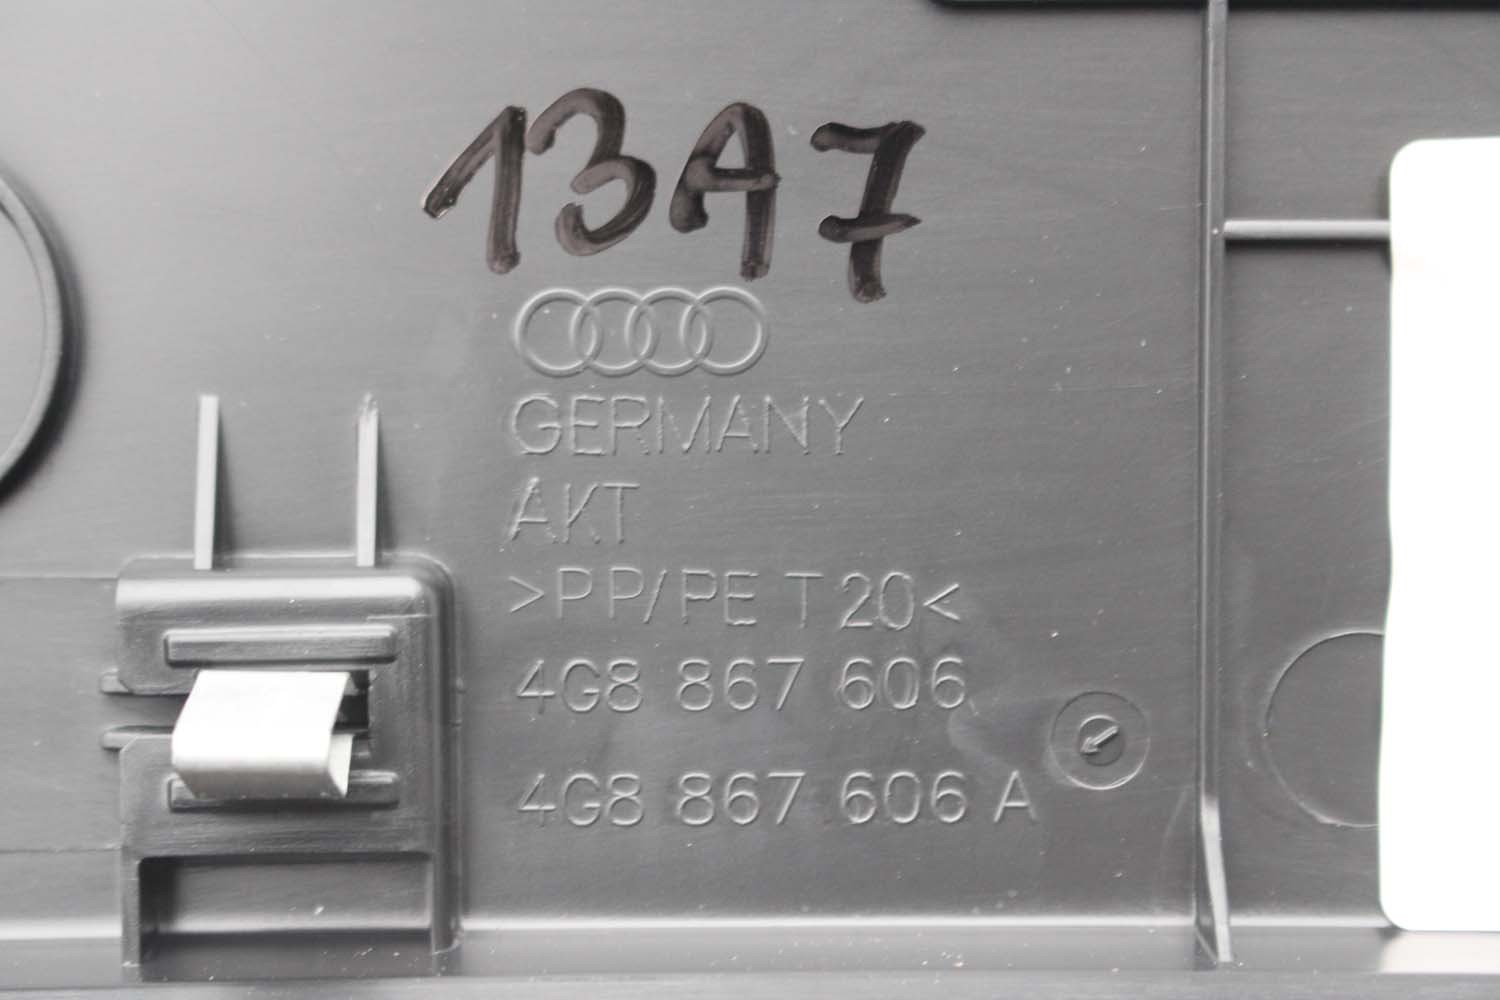 13A7
GERMANY
AKT
>PP/PE T20<
4G8 867 606
4G8 867 606 A